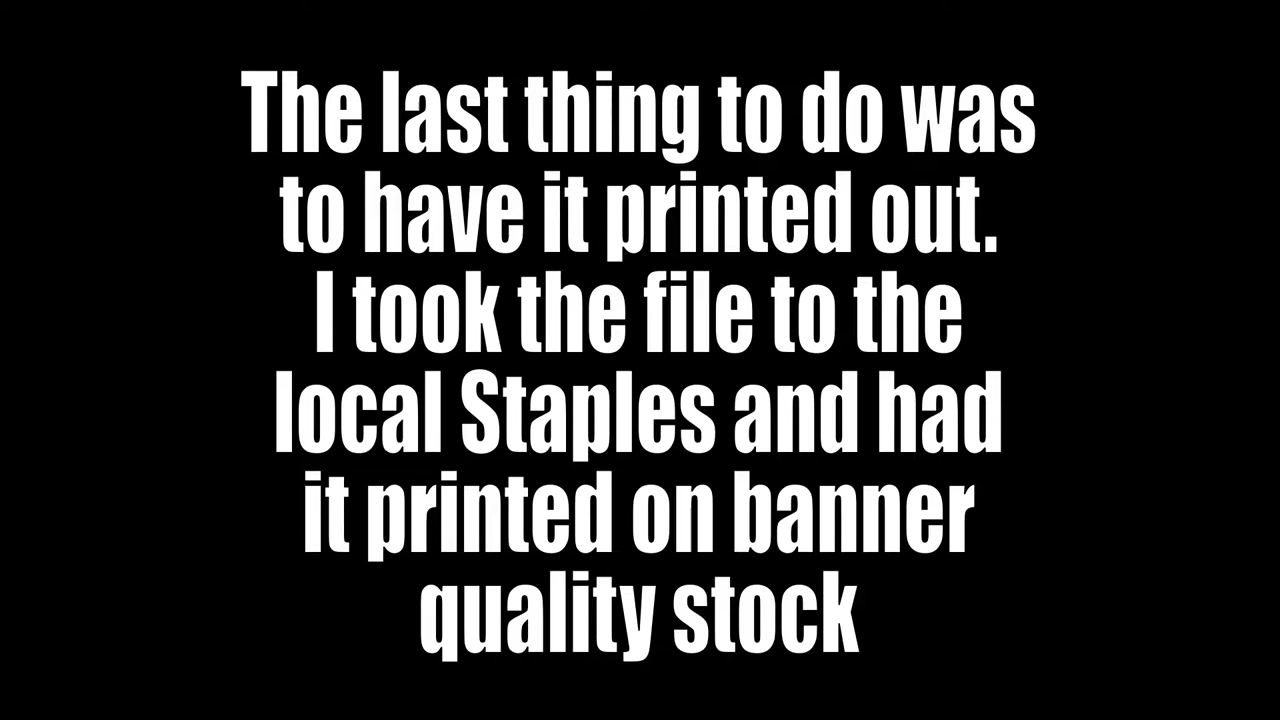 The last thing to do was
to have it printed out.
I took the file to the
local Staples and had
it printed on banner
quality stock